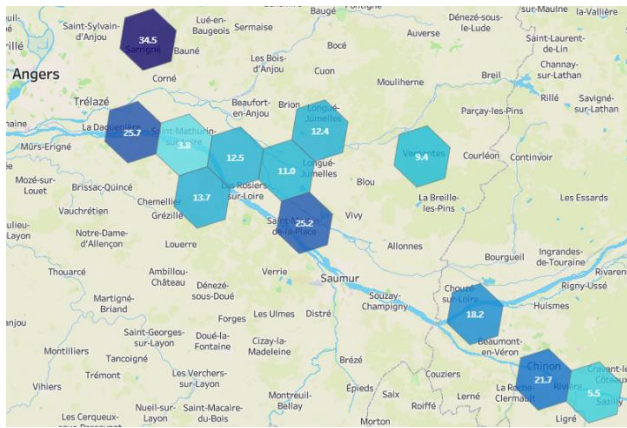 Baugé
Pontigné
Dénezé-sous-
le-Lude
sur-Maulne
la-Vallière
Saint-Sylvain-
d'Anjou
Lué-en-
Baugeois
Sermaise
34.5
Sarrigné
Bauné
Bocé
Auverse
Saint-Laurent-
de-Lin
Les Bois-
d'Anjou
Cuon
Channay-
sur-Lathan
Angers
Corné
Mouliherne
Breil
Rillé
Savigné-
sur-Lathan
Trélazé
Beaufort-
en-Anjou
Brion
Longué-
Jumelles
Parçay-les-Pins
La Daguenière
25.7
Saint-Mathurin-
sur-Loire
3.8
12.5
12.4
Mûrs-Erigné
11.0
Longué-
Jumelles
Vernantes
9.4
Courléon
Continvoir
Mozé-sur-
Louet
Brissac-Quincé
Les Rosiers
-sur-Loire
Blou
Chemellier
13.7
Grézillé
La Breille-
les-Pins
Les Essards
Vauchrétien
25.2
Vivy
Notre-Dame-
d'Allençon
Louerre
Allonnes
Bourgueil
Ingrandes-
de-Touraine
Thouarcé
Ambillou-
Château
Verrie
Saumur
Rivarennes
Rigny-Ussé
Dénezé-
sous-Doué
Souzay-
Champigny
Chouzé-
sur-Loire
18.2
Huismes
Martigné-
Briand
Forges
Les Ulmes
Distré
Saint-Georges-
sur-Layon
Doué-la-
Fontaine
Cizay-la-
Madeleine
Beaumont-
en-Véron
Montilliers
Tancoigné
Brézé
Couziers
Chinon
Trémont
Les Verchers-
sur-Layon
21.7
Rivière
Vihiers
Épieds
Saix
Lerné
La Roche-
Clermault
5.5
Sazilly
Nueil-sur-
Layon
Saint-Macaire-
du-Bois
Montreuil-
Bellay
Roiffé
Ligré
Les Cerqueux-
Morton